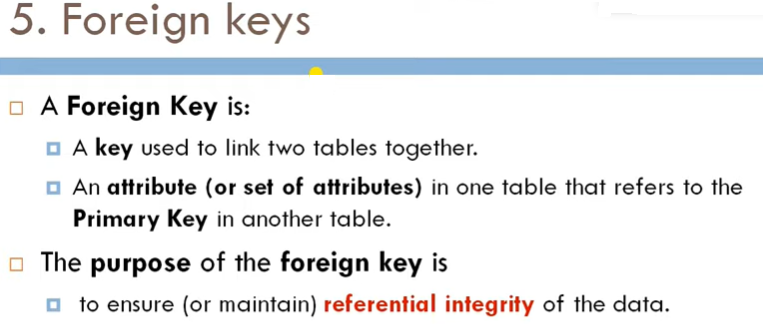 5. Foreign keys
A Foreign Key is:
A key used to link two tables together.
An attribute (or set of attributes) in one table that refers to the
Primary Key in another table.
The purpose of the foreign key is
to ensure (or maintain) referential integrity of the data.